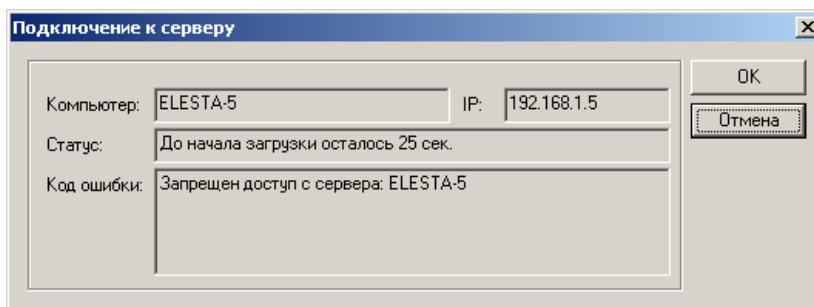 Подключение к серверу
OK
Компьютер: ELESTA-5 IP: 192.168.1.5
Отмена
Статус: До начала загрузки осталось 25 сек.
Код ошибки: Запрещен доступ с сервера: ELESTA-5